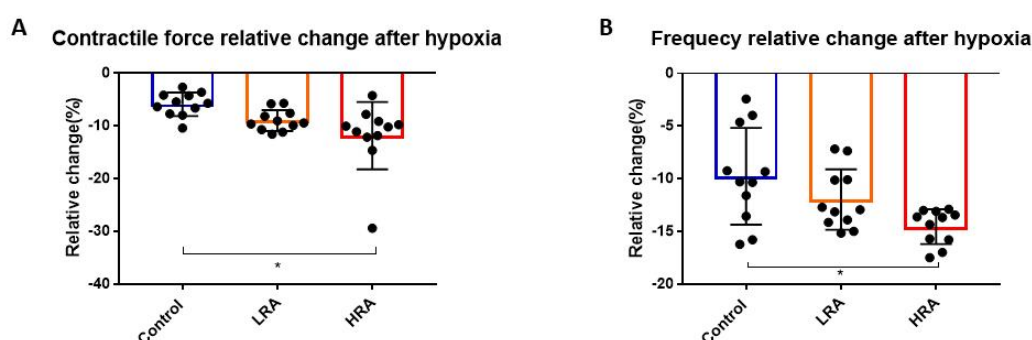 A
Contractile force relative change after hypoxia
Relative change(%)
0
-10
-20
-30
-40
*
Control
LRA
HRA
B
Frequecy relative change after hypoxia
Relative change(%)
0
-5
-10
-15
-20
*
Control
LRA
HRA